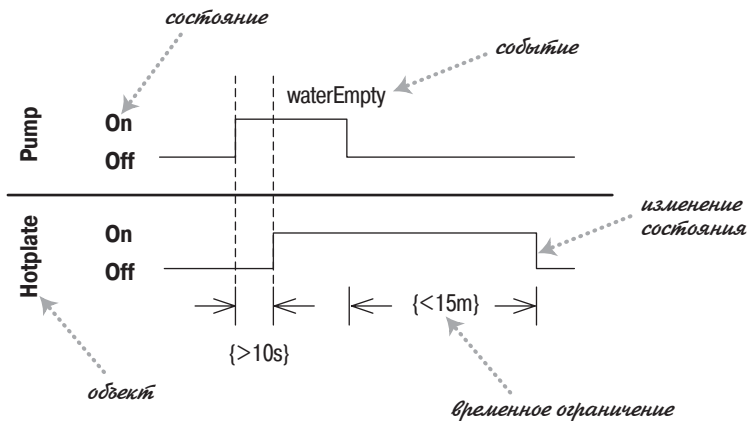 состояние
событие
waterEmpty
Pump
On
Off
изменение
состояния
Hotplate
On
Off
{<15m}
{>10s}
объект
временное ограничение